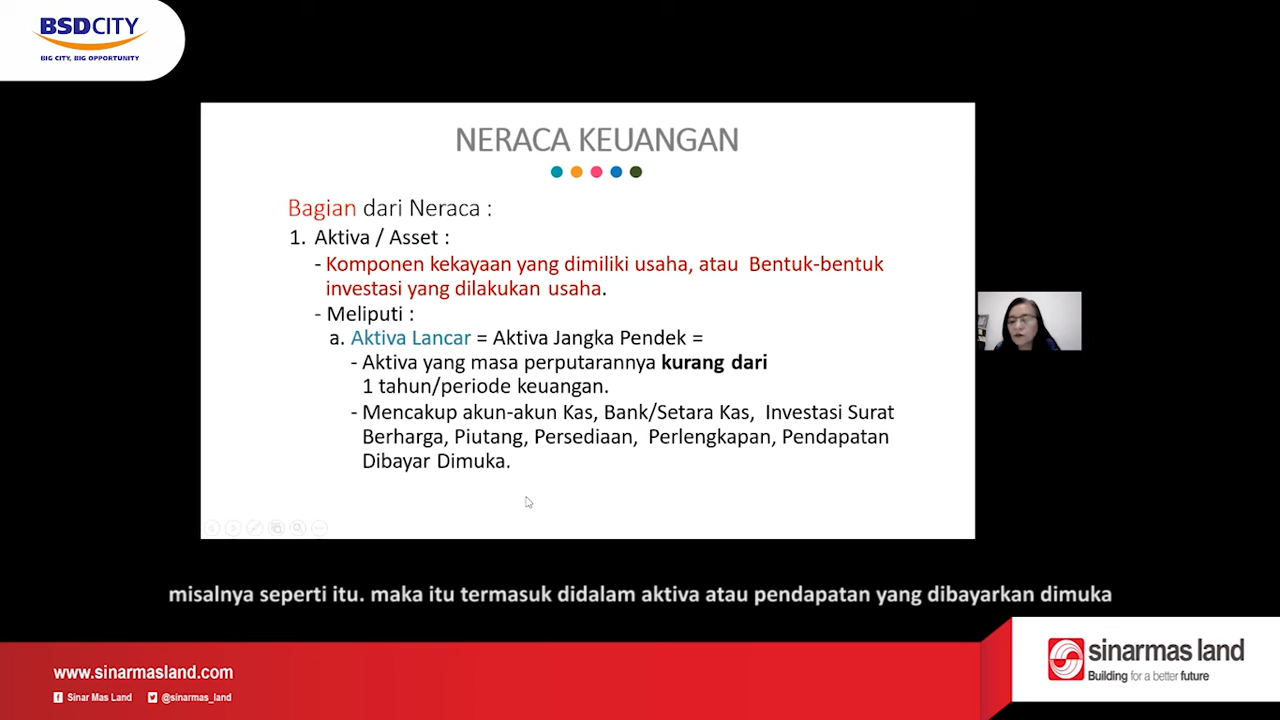 BSDCITY
BIG CITY, BIG OPPORTUNITY
NERACA KEUANGAN
Bagian dari Neraca :
1. Aktiva / Asset :
- Komponen kekayaan yang dimiliki usaha, atau Bentuk-bentuk
investasi yang dilakukan usaha.
- Meliputi :
a. Aktiva Lancar = Aktiva Jangka Pendek =
- Aktiva yang masa perputarannya kurang dari
1 tahun/periode keuangan.
- Mencakup akun-akun Kas, Bank/Setara Kas, Investasi Surat
Berharga, Piutang, Persediaan, Perlengkapan, Pendapatan
Dibayar Dimuka.
misalnya seperti itu. maka itu termasuk didalam aktiva atau pendapatan yang dibayarkan dimuka
www.sinarmasland.com
Sinar Mas Land @sinarmas_land
sinarmas land
Building for a better future